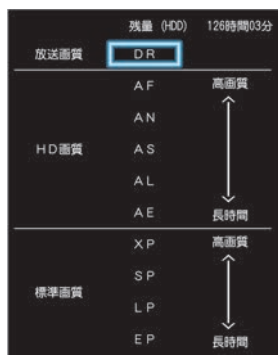 残量 (HDD) 126時間03分
放送画質 DR
AF 高画質
AN
HD画質 AS
AL
AE 長時間
XP 高画質
SP
標準画質
LP
EP 長時間